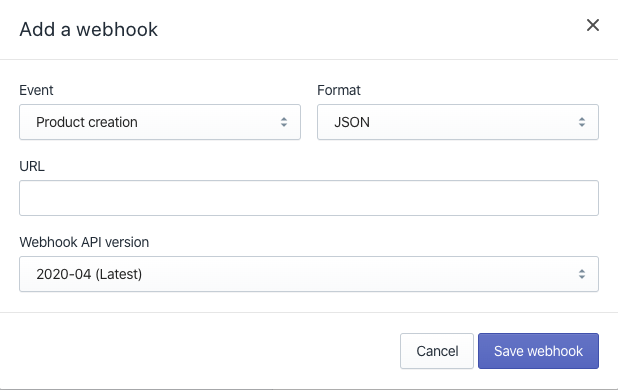 Add a webhook
Event
Format
Product creation
JSON
URL
Webhook API version
2020-04 (Latest)
Cancel
Save webhook